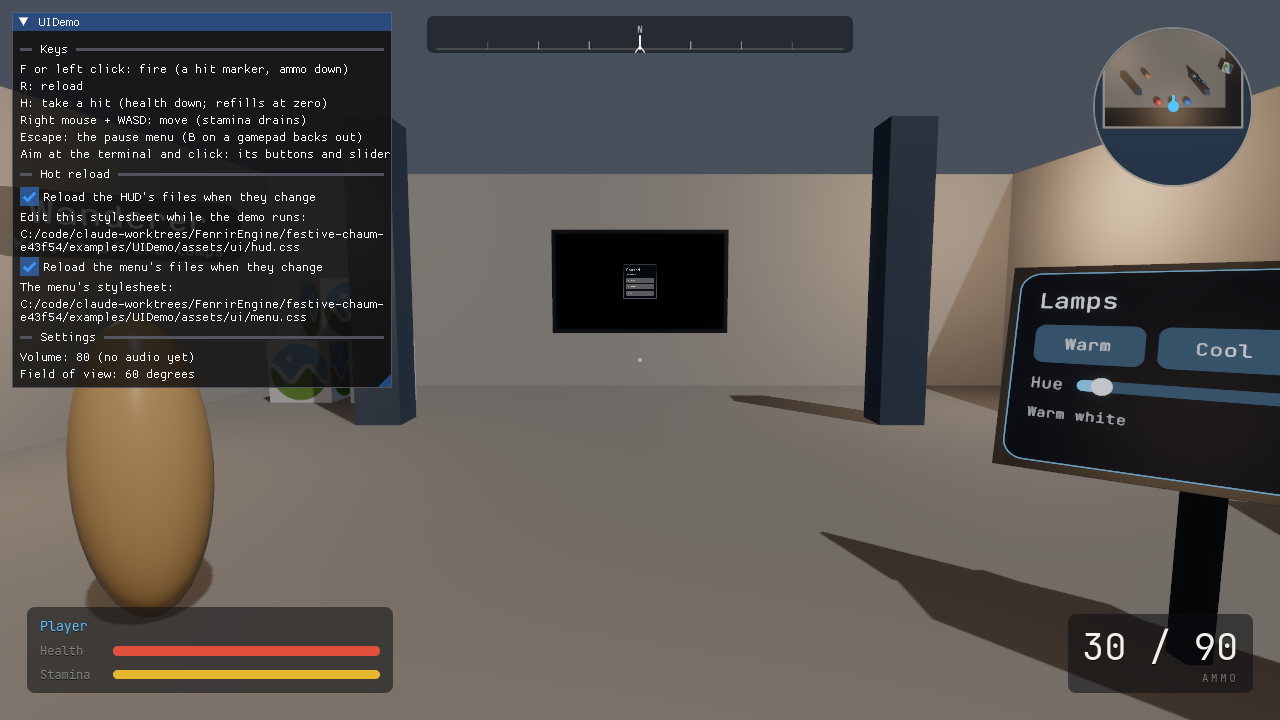 UIDemo
Keys
F or left click: fire (a hit marker, ammo down)
R: reload
H: take a hit (health down; refills at zero)
Right mouse + WASD: move (stamina drains)
Escape: the pause menu (B on a gamepad backs out)
Aim at the terminal and click: its buttons and slider
Hot reload
Reload the HUD's files when they change
Edit this stylesheet while the demo runs:
C:/code/claude-worktrees/FenrirEngine/festive-chaum-
e43f54/examples/UIDemo/assets/ui/hud.css
Reload the menu's files when they change
The menu's stylesheet:
C:/code/claude-worktrees/FenrirEngine/festive-chaum-
e43f54/examples/UIDemo/assets/ui/menu.css
Settings
Volume: 80 (no audio yet)
Field of view: 60 degrees
N
Wanderer
Lamps
Warm
Cool
Hue
Warm white
Player
Health
Stamina
30 / 90
AMMO